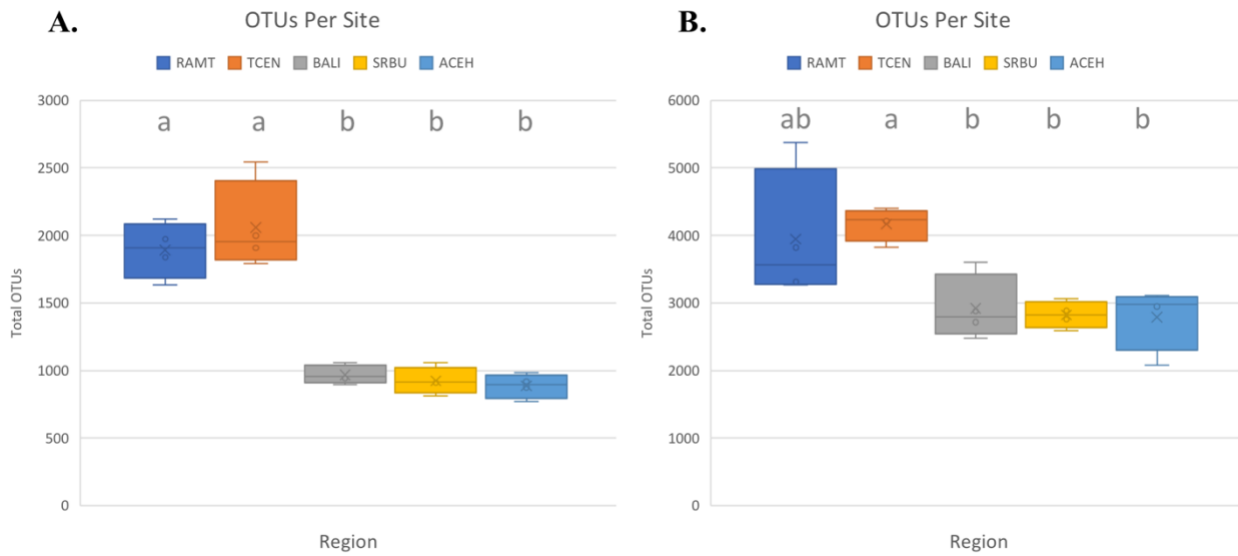 A.
OTUs Per Site
RAMT TCEN BALI SRBU ACEH
3000
2500
2000
1500
1000
500
0
a a b b b
Total OTUs
Region
B.
OTUs Per Site
RAMT TCEN BALI SRBU ACEH
6000
5000
4000
3000
2000
1000
0
ab a b b b
Total OTUs
Region